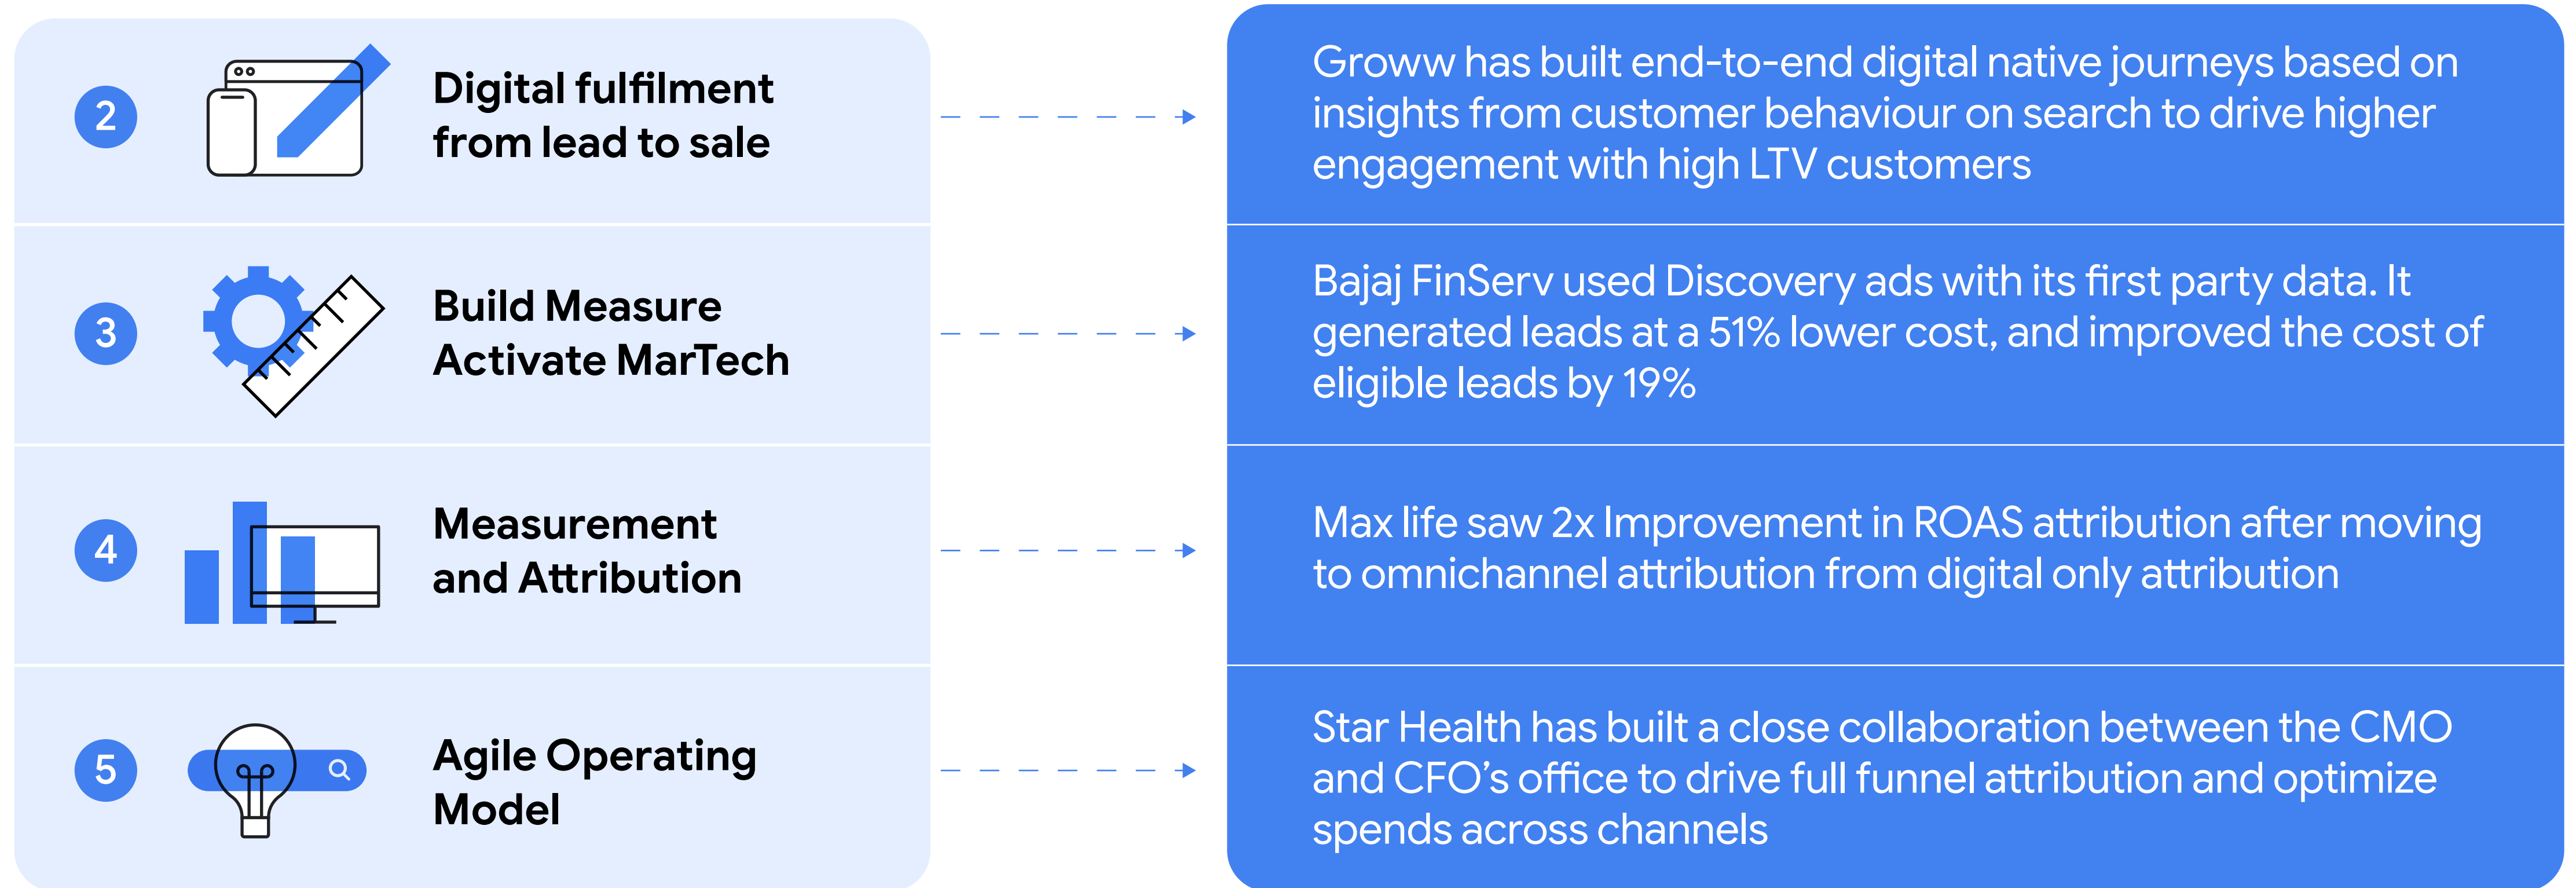 2
Digital fulfilment
from lead to sale
Groww has built end-to-end digital native journeys based on
insights from customer behaviour on search to drive higher
engagement with high LTV customers
3
Build Measure
Activate MarTech
Bajaj FinServ used Discovery ads with its first party data. It
generated leads at a 51% lower cost, and improved the cost of
eligible leads by 19%
4
Measurement
and Attribution
Max life saw 2x Improvement in ROAS attribution after moving
to omnichannel attribution from digital only attribution
5
Agile Operating
Model
Star Health has built a close collaboration between the CMO
and CFO’s office to drive full funnel attribution and optimize
spends across channels